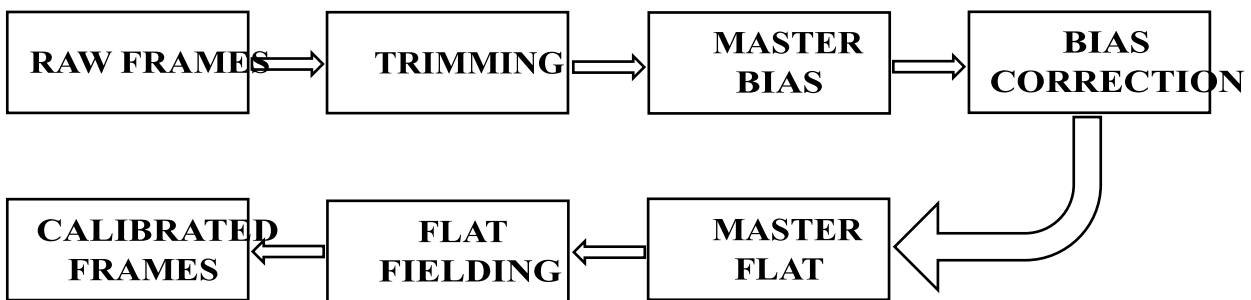 RAW FRAMES
TRIMMING
MASTER
BIAS
BIAS
CORRECTION
MASTER
FLAT
FLAT
FIELDING
CALIBRATED
FRAMES